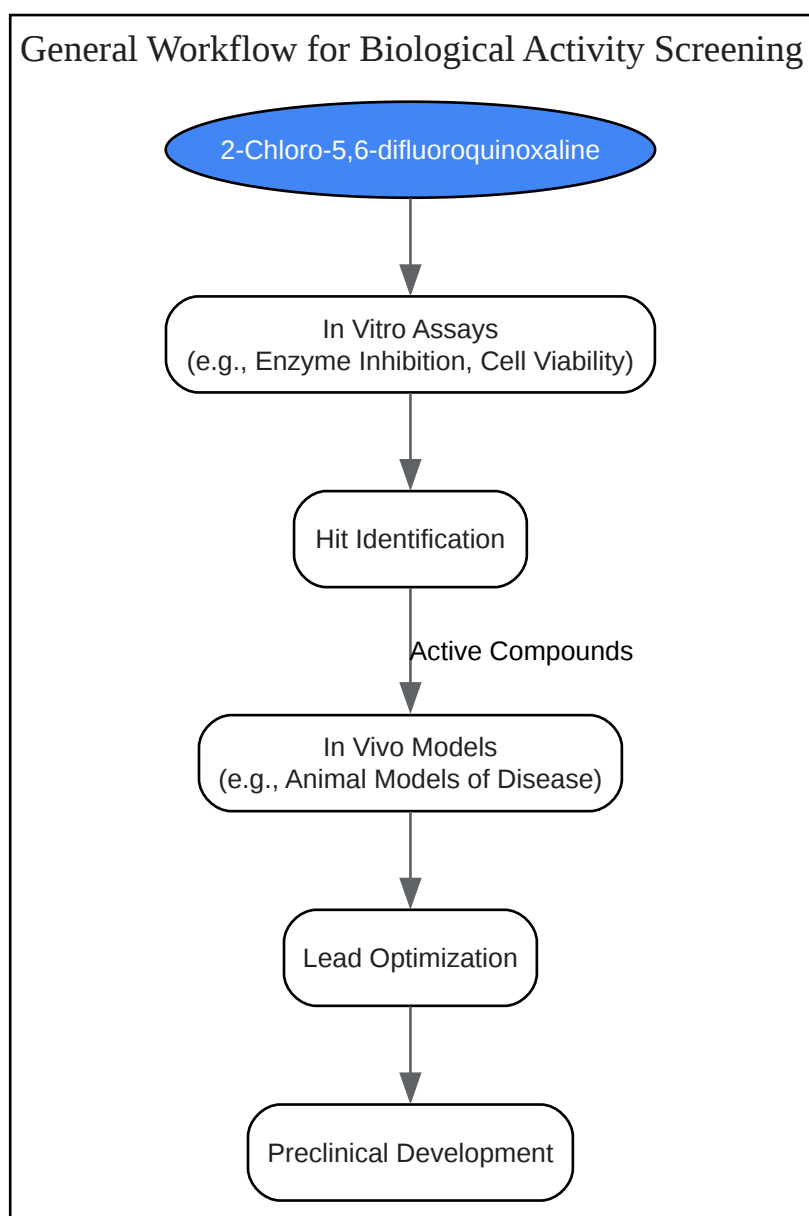 General Workflow for Biological Activity Screening
2-Chloro-5,6-difluoroquinoxaline
In Vitro Assays
(e.g., Enzyme Inhibition, Cell Viability)
Hit Identification
Active Compounds
In Vivo Models
(e.g., Animal Models of Disease)
Lead Optimization
Preclinical Development